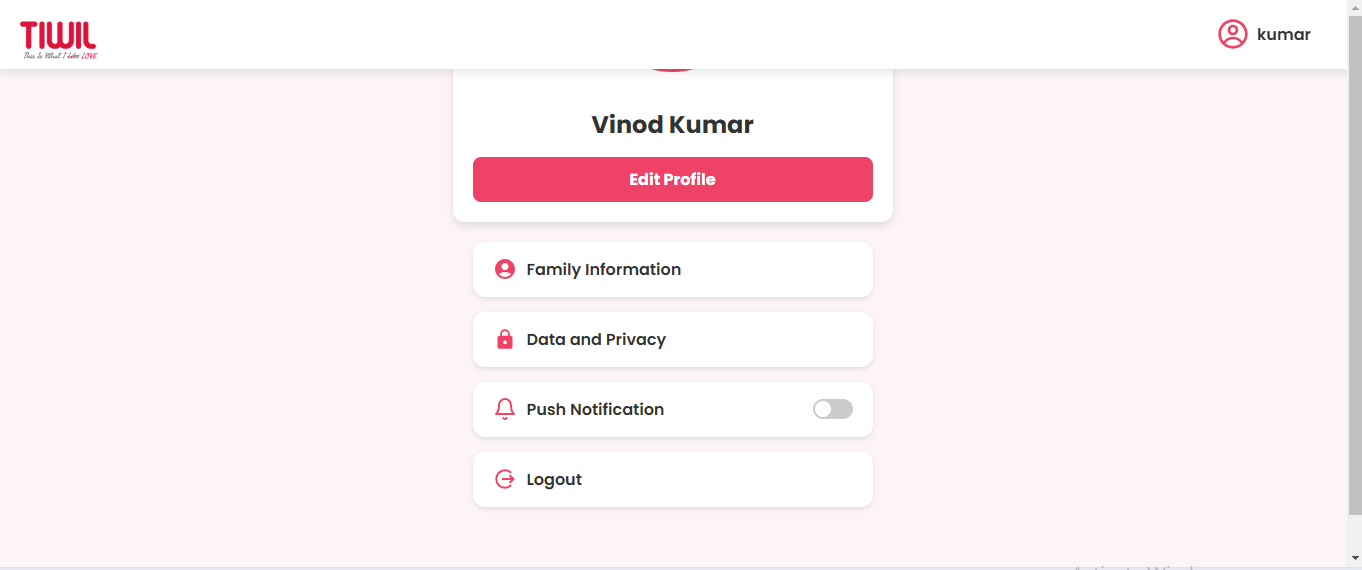 TIWIL
This Is What I Like LOVE
kumar
Vinod Kumar
Edit Profile
Family Information
Data and Privacy
Push Notification
Logout